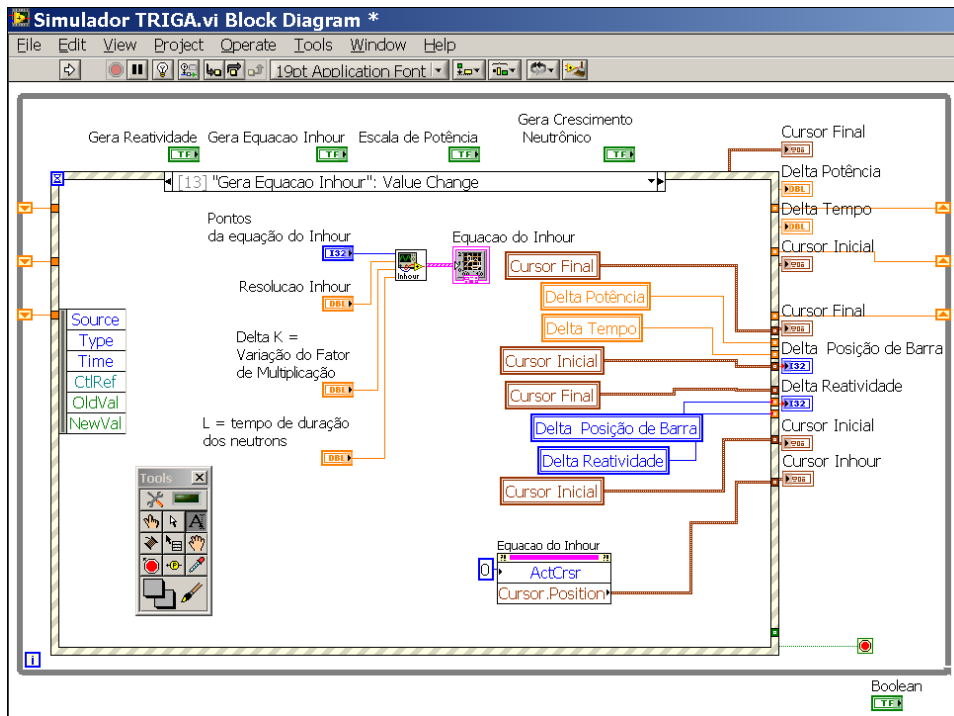 Simulador TRIGA.vi Block Diagram *
File Edit View Project Operate Tools Window Help
19pt Application Font
Gera Reatividade
TF
Gera Equacao Inhour
TF
Escala de Potência
TF
Gera Crescimento
Neutrônico
TF
[13] "Gera Equacao Inhour": Value Change
Source
Type
Time
CtlRef
OldVal
NewVal
Pontos
da equação do Inhour
I32
Resolucao Inhour
DBL
Delta K =
Variação do Fator
de Multiplicação
DBL
L = tempo de duração
dos neutrons
DBL
Inhour
Equacao do Inhour
Cursor Final
Delta Potência
Delta Tempo
Cursor Inicial
Cursor Final
Delta Posição de Barra
Delta Reatividade
Cursor Inicial
Equacao do Inhour
0
ActCrsr
Cursor.Position
Tools
A
Cursor Final
Delta Potência
DBL
Delta Tempo
DBL
Cursor Inicial
Cursor Final
Delta Posição de Barra
I32
Delta Reatividade
I32
Cursor Inicial
Cursor Inhour
i
Boolean
TF